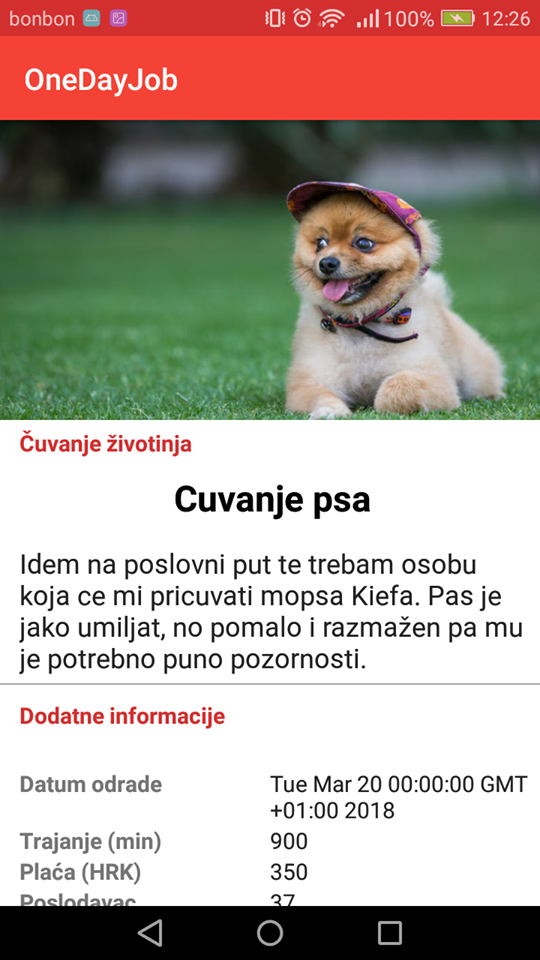 bonbon 100% 12:26
OneDayJob
Čuvanje životinja
Cuvanje psa
Idem na poslovni put te trebam osobu
koja ce mi pricuvati mopsa Kiefa. Pas je
jako umiljat, no pomalo i razmažen pa mu
je potrebno puno pozornosti.
Dodatne informacije
Datum odrade Tue Mar 20 00:00:00 GMT
+01:00 2018
Trajanje (min) 900
Plaća (HRK) 350
Poslodavac 37